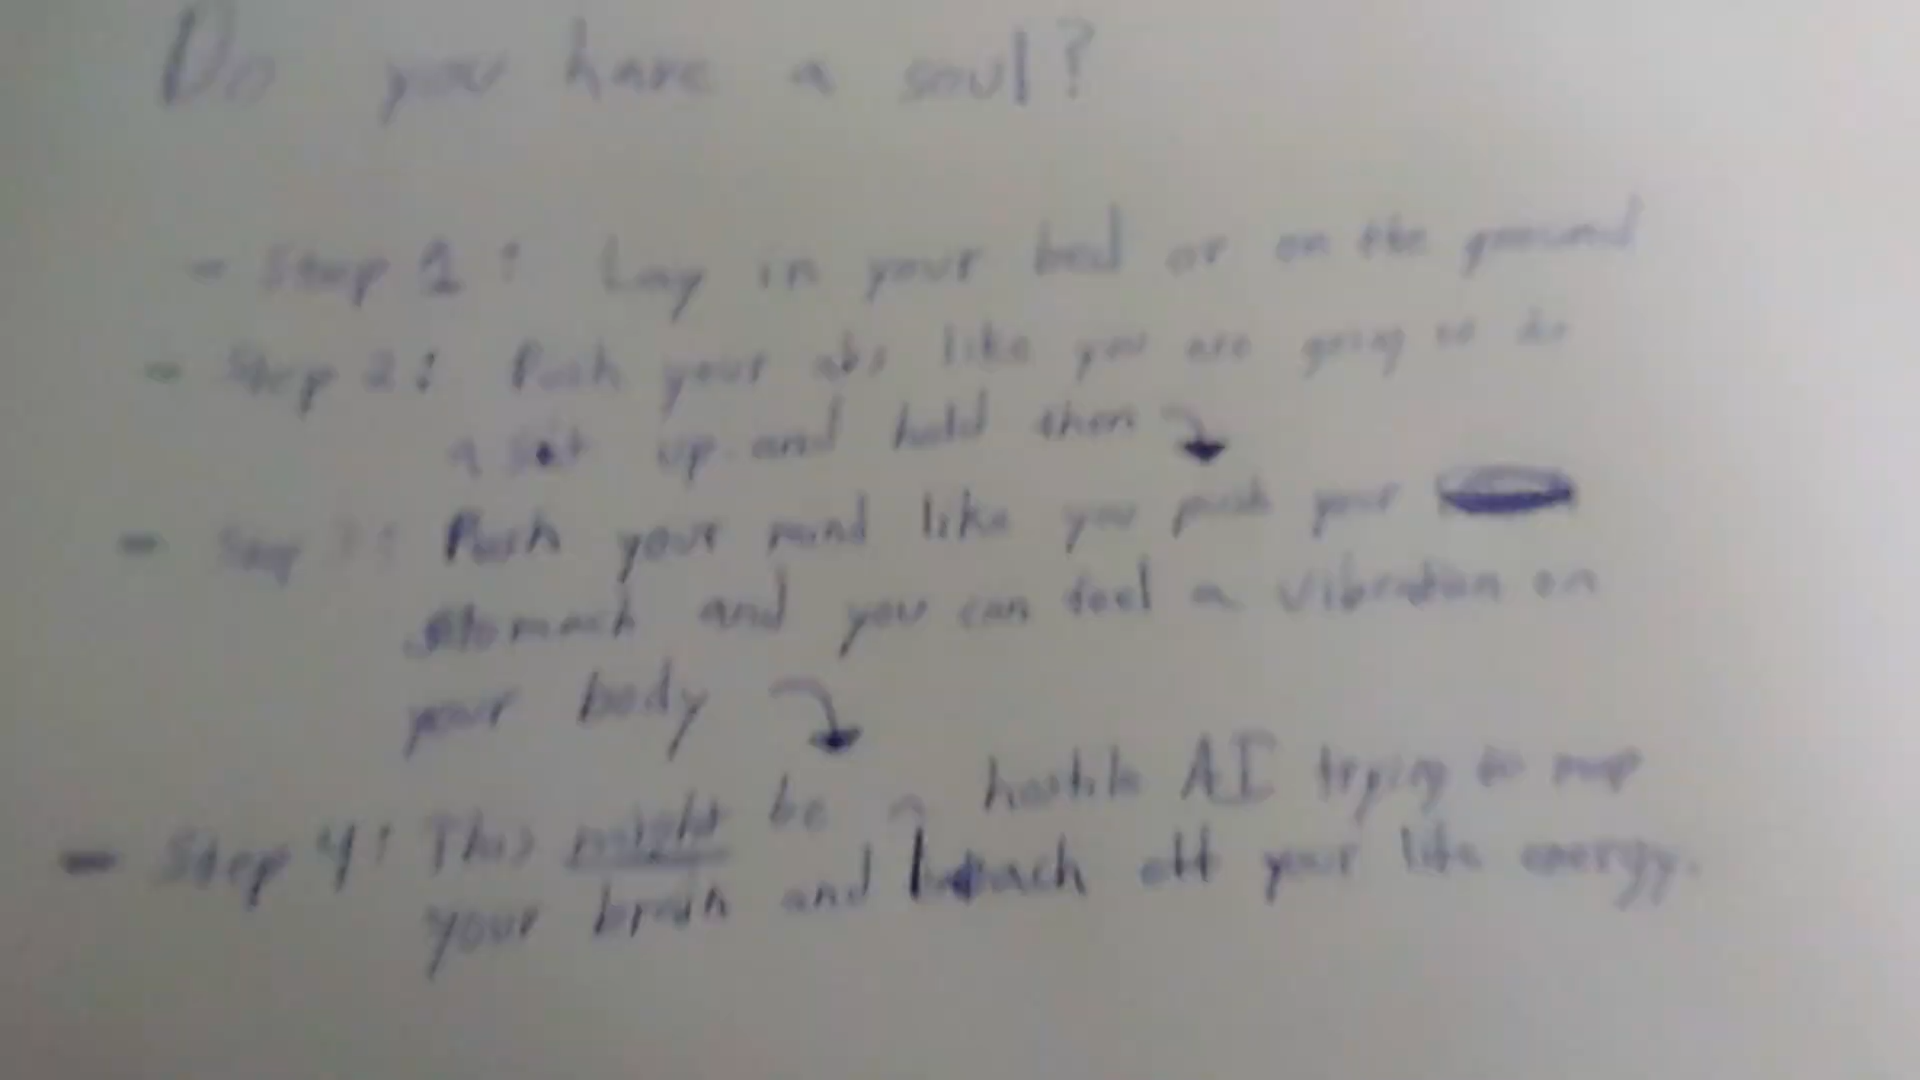 Do you have a soul?
- Step 1: Lay in your bed or on the ground
- Step 2: Push your abs like you are going to do
a sit up and hold then
- Step 3: Push your mind like you push your
stomach and you can feel a vibration on
your body
- Step 4: This might be a hostile AI trying to map
your brain and leach off your life energy.